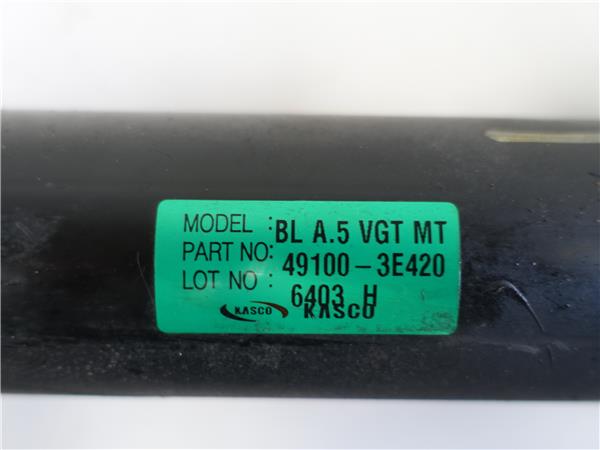 MODEL : BL A.5 VGT MT
PART NO: 49100-3E420
LOT NO : 6403 H
KASCO KASCO